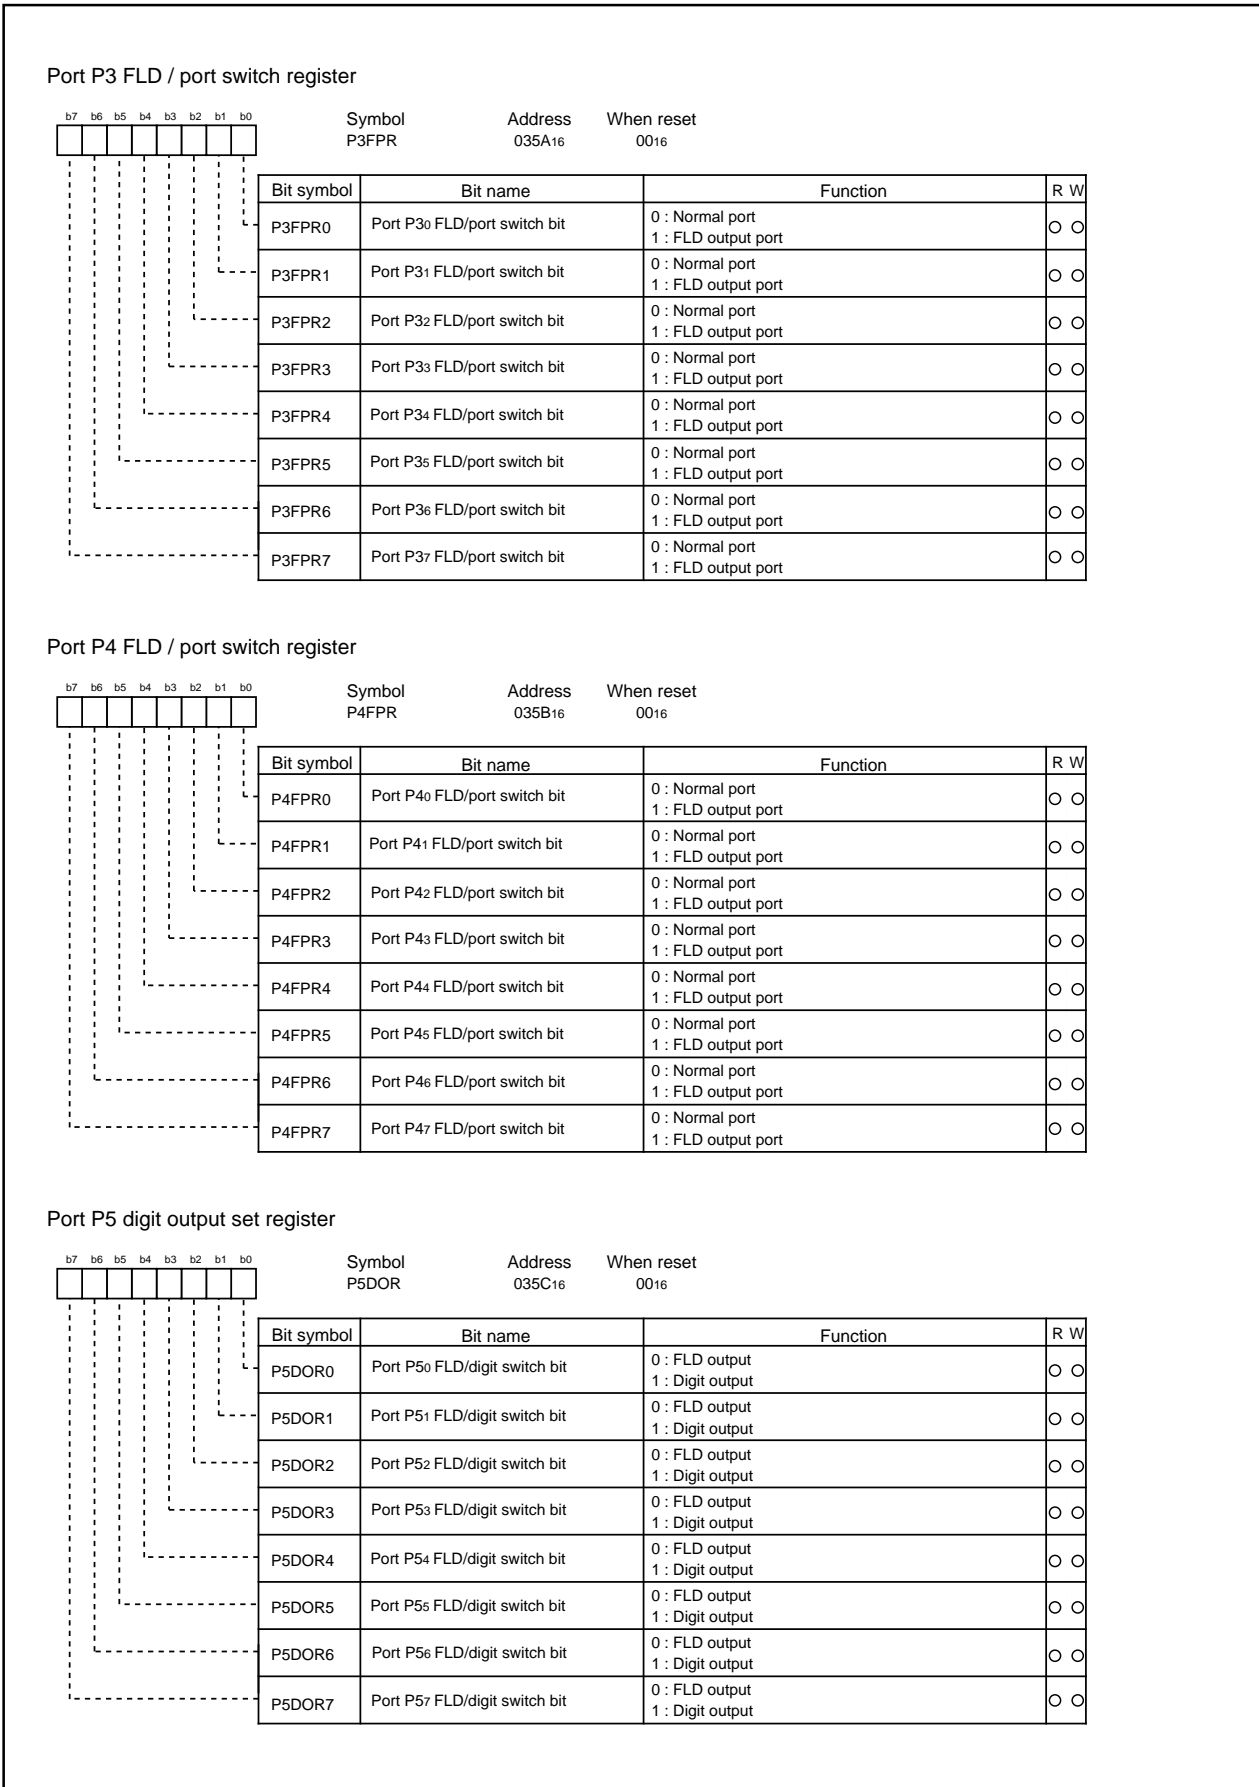 Port P3 FLD / port switch register
b7 b6 b5 b4 b3 b2 b1 b0
Symbol Address When reset
P3FPR 035A16 0016
Bit symbol Bit name Function R W
P3FPR0 Port P30 FLD/port switch bit 0 : Normal port
1 : FLD output port
P3FPR1 Port P31 FLD/port switch bit 0 : Normal port
1 : FLD output port
P3FPR2 Port P32 FLD/port switch bit 0 : Normal port
1 : FLD output port
P3FPR3 Port P33 FLD/port switch bit 0 : Normal port
1 : FLD output port
P3FPR4 Port P34 FLD/port switch bit 0 : Normal port
1 : FLD output port
P3FPR5 Port P35 FLD/port switch bit 0 : Normal port
1 : FLD output port
P3FPR6 Port P36 FLD/port switch bit 0 : Normal port
1 : FLD output port
P3FPR7 Port P37 FLD/port switch bit 0 : Normal port
1 : FLD output port
Port P4 FLD / port switch register
b7 b6 b5 b4 b3 b2 b1 b0
Symbol Address When reset
P4FPR 035B16 0016
Bit symbol Bit name Function R W
P4FPR0 Port P40 FLD/port switch bit 0 : Normal port
1 : FLD output port
P4FPR1 Port P41 FLD/port switch bit 0 : Normal port
1 : FLD output port
P4FPR2 Port P42 FLD/port switch bit 0 : Normal port
1 : FLD output port
P4FPR3 Port P43 FLD/port switch bit 0 : Normal port
1 : FLD output port
P4FPR4 Port P44 FLD/port switch bit 0 : Normal port
1 : FLD output port
P4FPR5 Port P45 FLD/port switch bit 0 : Normal port
1 : FLD output port
P4FPR6 Port P46 FLD/port switch bit 0 : Normal port
1 : FLD output port
P4FPR7 Port P47 FLD/port switch bit 0 : Normal port
1 : FLD output port
Port P5 digit output set register
b7 b6 b5 b4 b3 b2 b1 b0
Symbol Address When reset
P5DOR 035C16 0016
Bit symbol Bit name Function R W
P5DOR0 Port P50 FLD/digit switch bit 0 : FLD output
1 : Digit output
P5DOR1 Port P51 FLD/digit switch bit 0 : FLD output
1 : Digit output
P5DOR2 Port P52 FLD/digit switch bit 0 : FLD output
1 : Digit output
P5DOR3 Port P53 FLD/digit switch bit 0 : FLD output
1 : Digit output
P5DOR4 Port P54 FLD/digit switch bit 0 : FLD output
1 : Digit output
P5DOR5 Port P55 FLD/digit switch bit 0 : FLD output
1 : Digit output
P5DOR6 Port P56 FLD/digit switch bit 0 : FLD output
1 : Digit output
P5DOR7 Port P57 FLD/digit switch bit 0 : FLD output
1 : Digit output